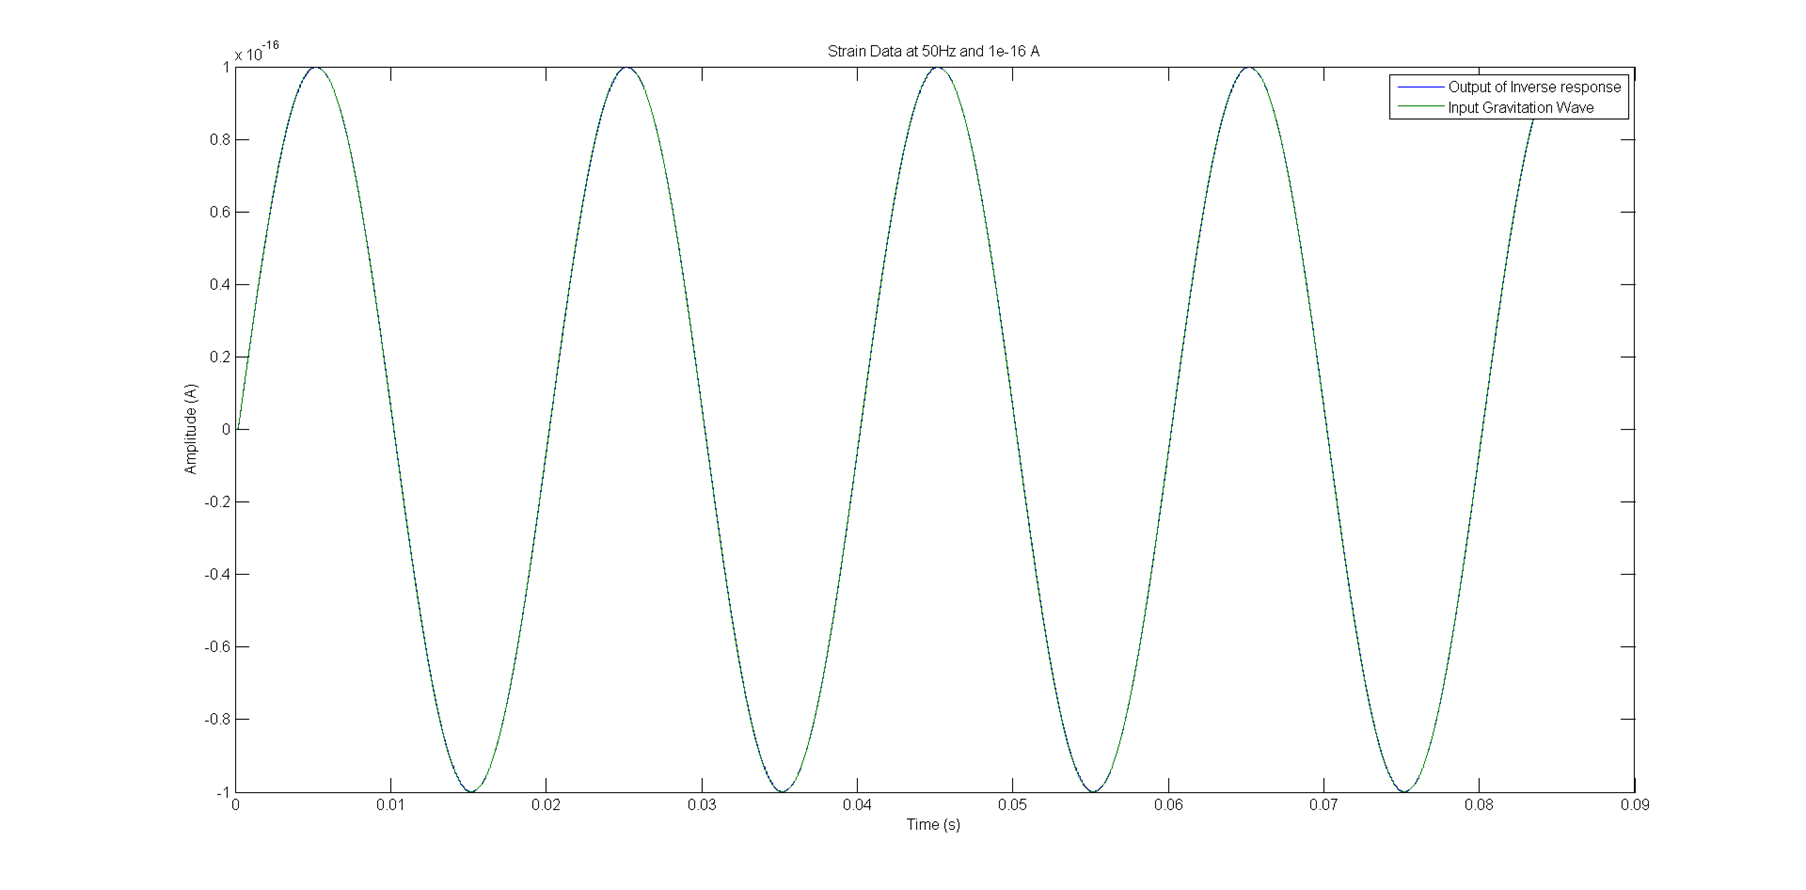 x 10^-16
Strain Data at 50Hz and 1e-16 A
Output of Inverse response
Input Gravitation Wave
1
0.8
0.6
0.4
0.2
0
-0.2
-0.4
-0.6
-0.8
-1
Amplitude (A)
0 0.01 0.02 0.03 0.04 0.05 0.06 0.07 0.08 0.09
Time (s)